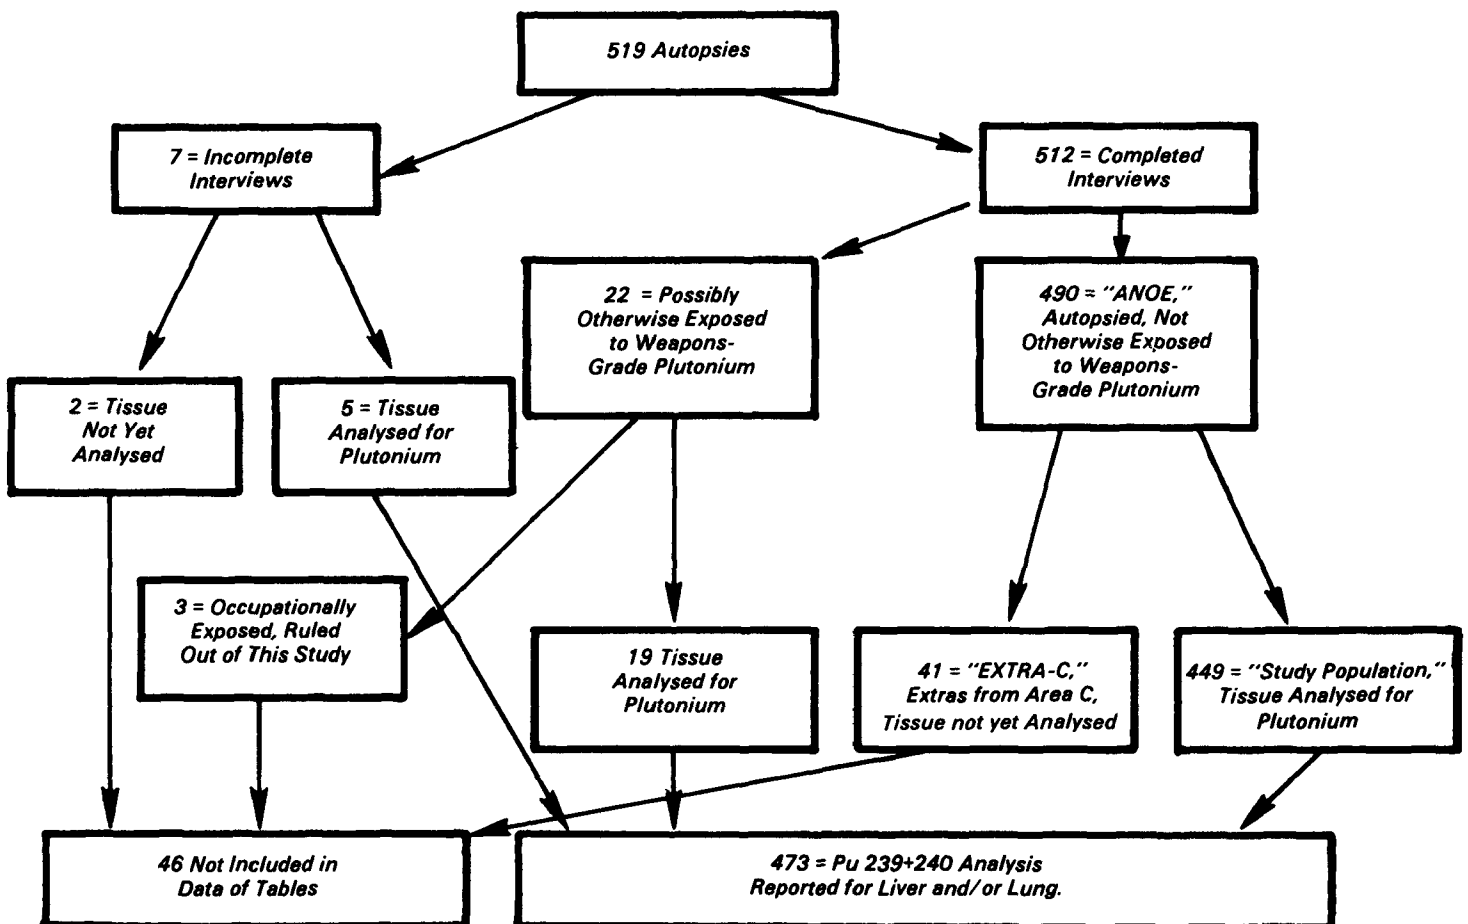 519 Autopsies
7 = Incomplete
Interviews
512 = Completed
Interviews
22 = Possibly
Otherwise Exposed
to Weapons-
Grade Plutonium
490 = "ANOE,"
Autopsied, Not
Otherwise Exposed
to Weapons-
Grade Plutonium
2 = Tissue
Not Yet
Analysed
5 = Tissue
Analysed for
Plutonium
3 = Occupationally
Exposed, Ruled
Out of This Study
19 Tissue
Analysed for
Plutonium
41 = "EXTRA-C,"
Extras from Area C,
Tissue not yet Analysed
449 = "Study Population,"
Tissue Analysed for
Plutonium
46 Not Included in
Data of Tables
473 = Pu 239+240 Analysis
Reported for Liver and/or Lung.